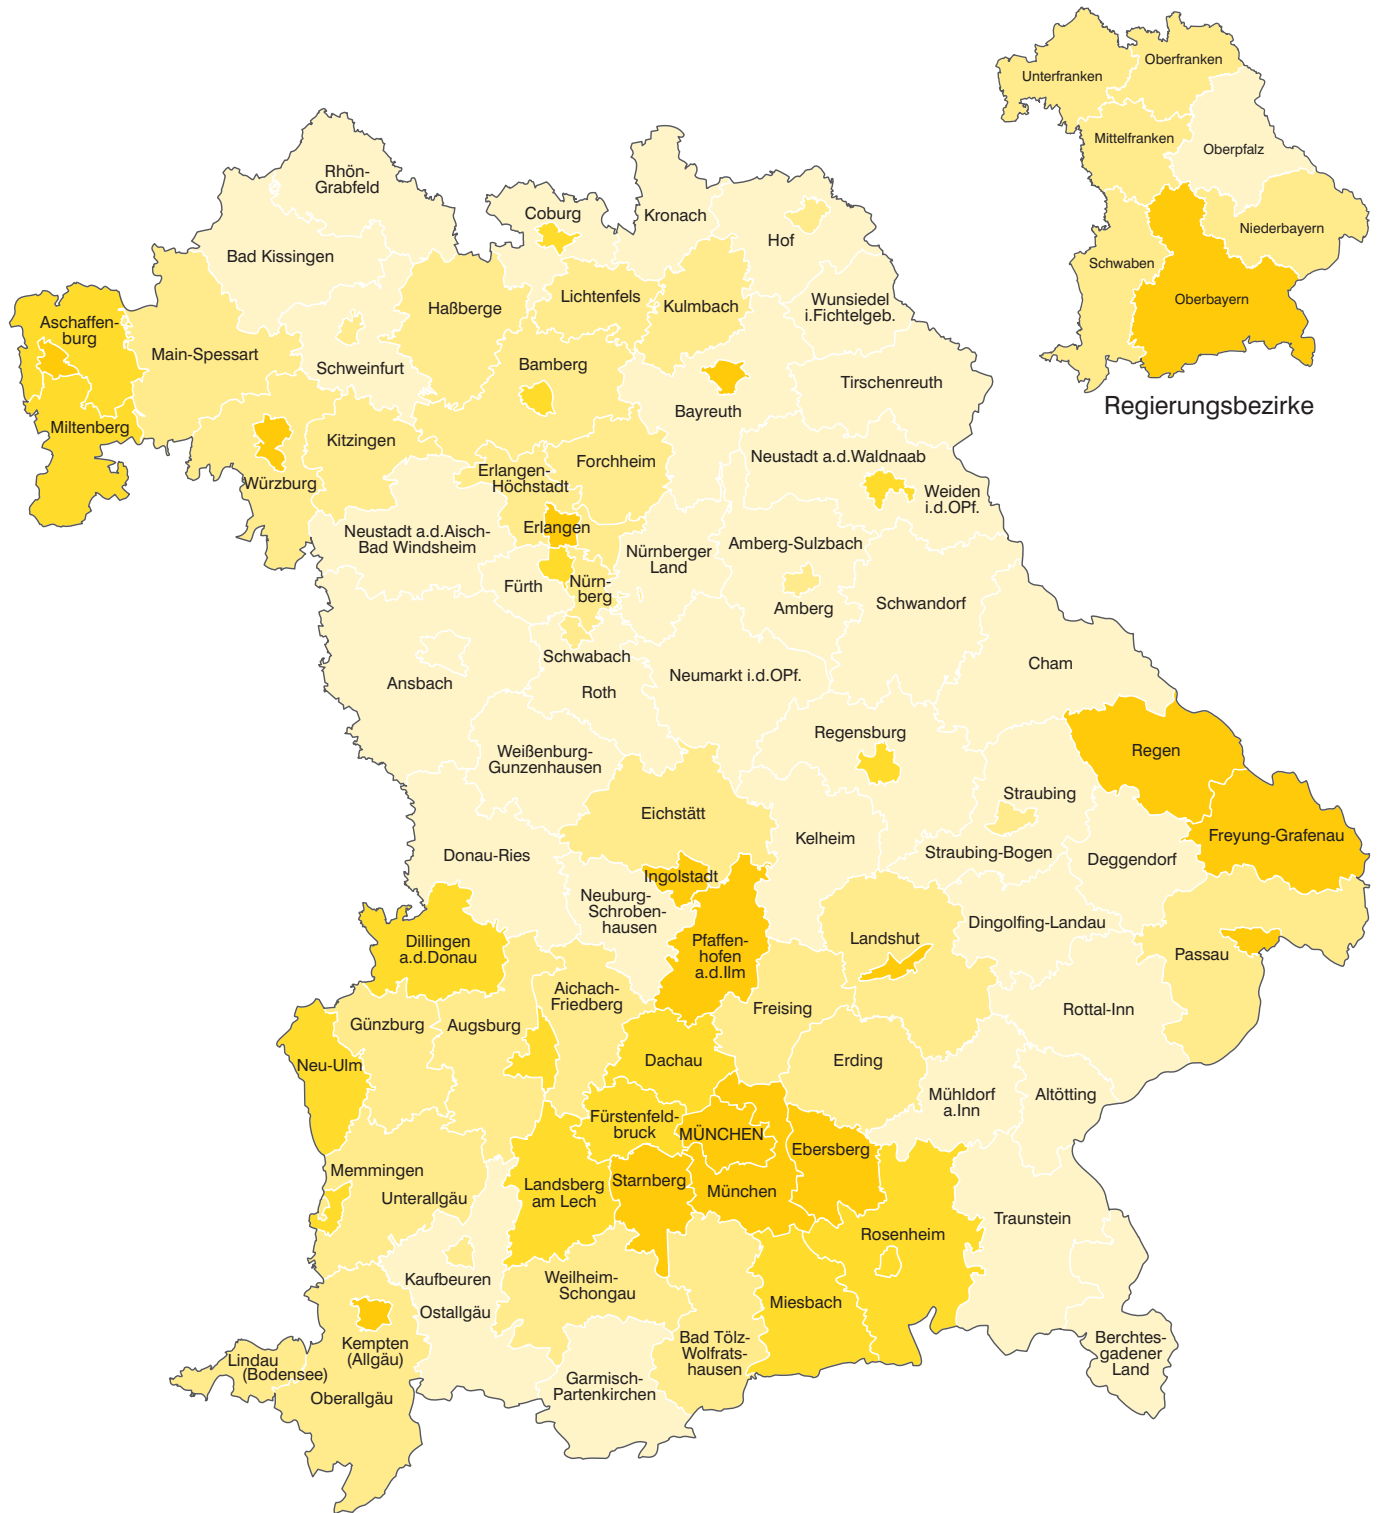 Oberfranken
Unterfranken
Mittelfranken
Oberpfalz
Niederbayern
Schwaben
Oberbayern
Regierungsbezirke
Rhön-
Grabfeld
Coburg
Kronach
Hof
Bad Kissingen
Lichtenfels
Haßberge
Kulmbach
Wunsiedel
i.Fichtelgeb.
Aschaffen-
burg
Main-Spessart
Schweinfurt
Bamberg
Tirschenreuth
Bayreuth
Miltenberg
Kitzingen
Neustadt a.d.Waldnaab
Forchheim
Erlangen-
Höchstadt
Würzburg
Weiden
i.d.OPf.
Neustadt a.d.Aisch-
Bad Windsheim
Erlangen
Nürnberger
Land
Amberg-Sulzbach
Fürth
Nürn-
berg
Amberg
Schwandorf
Schwabach
Cham
Ansbach
Roth
Neumarkt i.d.OPf.
Regensburg
Regen
Weißenburg-
Gunzenhausen
Straubing
Eichstätt
Kelheim
Freyung-Grafenau
Donau-Ries
Straubing-Bogen
Deggendorf
Ingolstadt
Neuburg-
Schroben-
hausen
Dingolfing-Landau
Dillingen
a.d.Donau
Pfaffen-
hofen
a.d.Ilm
Landshut
Passau
Aichach-
Friedberg
Freising
Rottal-Inn
Günzburg
Augsburg
Neu-Ulm
Dachau
Erding
Mühldorf
a.Inn
Altötting
Fürstenfeld-
bruck
MÜNCHEN
Ebersberg
Memmingen
Unterallgäu
Landsberg
am Lech
Starnberg
München
Traunstein
Rosenheim
Kaufbeuren
Weilheim-
Schongau
Ostallgäu
Miesbach
Kempten
(Allgäu)
Bad Tölz-
Wolfrats-
hausen
Berchtes-
gadener
Land
Lindau
(Bodensee)
Oberallgäu
Garmisch-
Partenkirchen